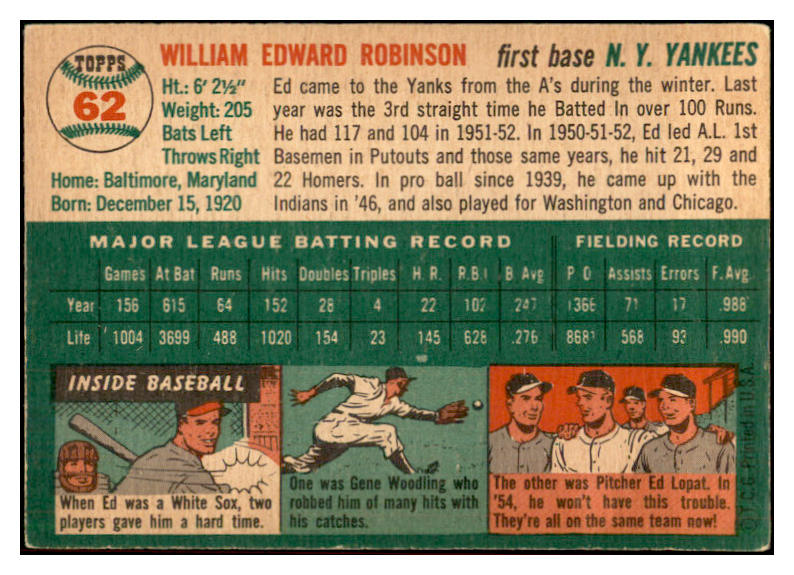 TOPPS
62
WILLIAM EDWARD ROBINSON first base N. Y. YANKEES
Ht.: 6' 2½"
Weight: 205
Bats Left
Throws Right
Home: Baltimore, Maryland
Born: December 15, 1920
Ed came to the Yanks from the A's during the winter. Last
year was the 3rd straight time he Batted In over 100 Runs.
He had 117 and 104 in 1951-52. In 1950-51-52, Ed led A.L. 1st
Basemen in Putouts and those same years, he hit 21, 29 and
22 Homers. In pro ball since 1939, he came up with the
Indians in '46, and also played for Washington and Chicago.
MAJOR LEAGUE BATTING RECORD FIELDING RECORD
Games At Bat Runs Hits Doubles Triples H. R. R.B.I B Avg P O Assists Errors F. Avg.
Year 156 615 64 152 28 4 22 102 .247 1366 71 17 .988
Life 1004 3699 488 1020 154 23 145 628 .276 8681 568 93 .990
INSIDE BASEBALL
When Ed was a White Sox, two
players gave him a hard time.
One was Gene Woodling who
robbed him of many hits with
his catches.
The other was Pitcher Ed Lopat. In
'54, he won't have this trouble.
They're all on the same team now!
© T.C.G. Printed in U.S.A.